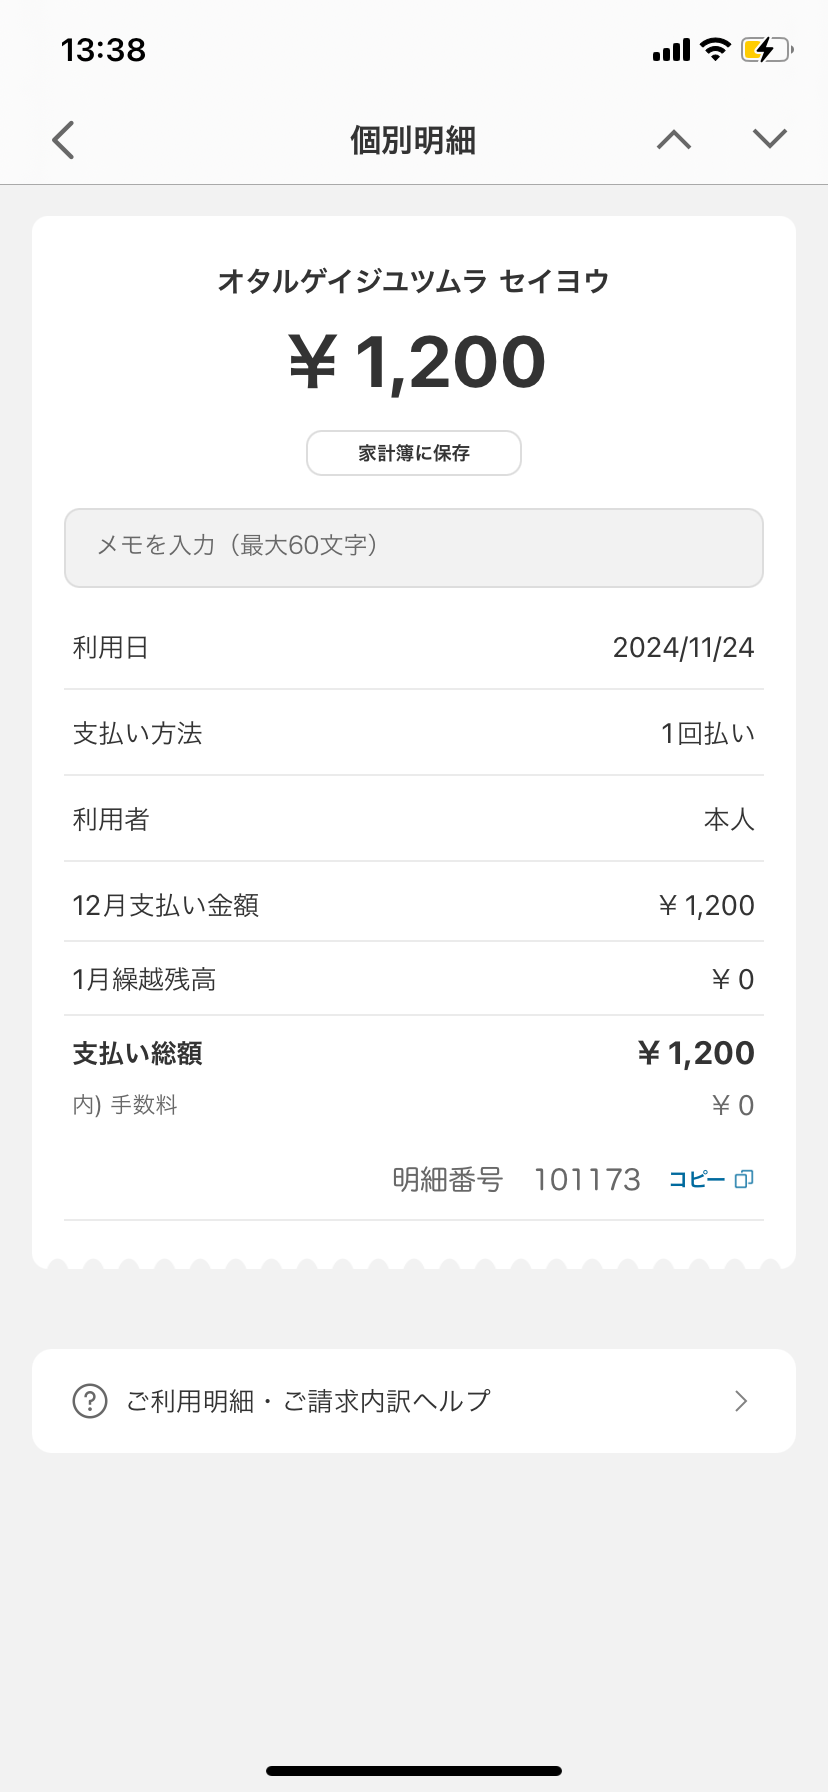 13:38
個別明細
オタルゲイジユツムラ セイヨウ
¥ 1,200
家計簿に保存
メモを入力（最大60文字）
利用日 2024/11/24
支払い方法 1回払い
利用者 本人
12月支払い金額 ¥ 1,200
1月繰越残高 ¥ 0
支払い総額 ¥ 1,200
内) 手数料 ¥ 0
明細番号 101173 コピー
ご利用明細・ご請求内訳ヘルプ